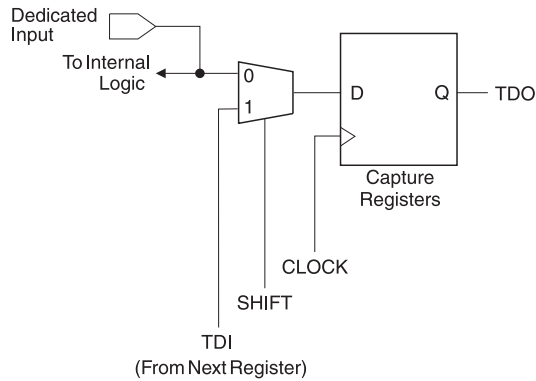 Dedicated
Input
To Internal
Logic
0
1
D
Q
TDO
Capture
Registers
CLOCK
SHIFT
TDI
(From Next Register)